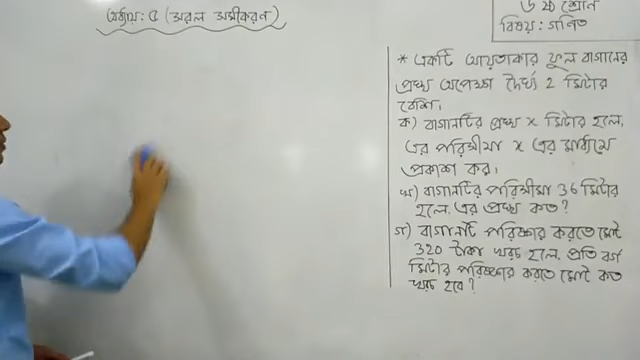 অধ্যায়: ৫ (সরল সমীকরণ)
৬ষ্ঠ শ্রেণি
বিষয়: গণিত
* একটি আয়তাকার ফুল বাগানের
প্রস্থ অপেক্ষা দৈর্ঘ্য 2 মিটার
বেশি।
ক) বাগানটির প্রস্থ x মিটার হলে,
এর পরিসীমা x এর মাধ্যমে
প্রকাশ কর।
খ) বাগানটির পরিসীমা 36 মিটার
হলে, এর প্রস্থ কত?
গ) বাগানটি পরিষ্কার করতে মোট
320 টাকা খরচ হলে, প্রতি বর্গ
মিটার পরিষ্কার করতে মোট কত
খরচ হবে?